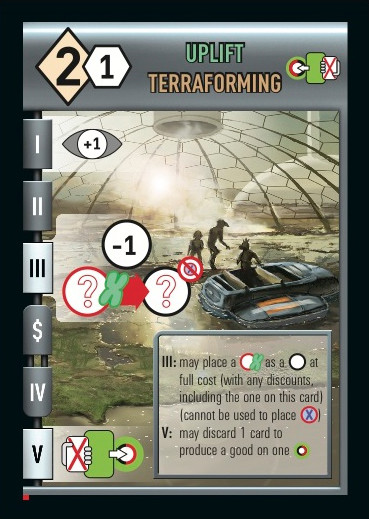 2 1
UPLIFT
TERRAFORMING
I
+1
II
-1
III
? ?
$
IV
III: may place a as a at
full cost (with any discounts,
including the one on this card)
(cannot be used to place X)
V
V: may discard 1 card to
produce a good on one